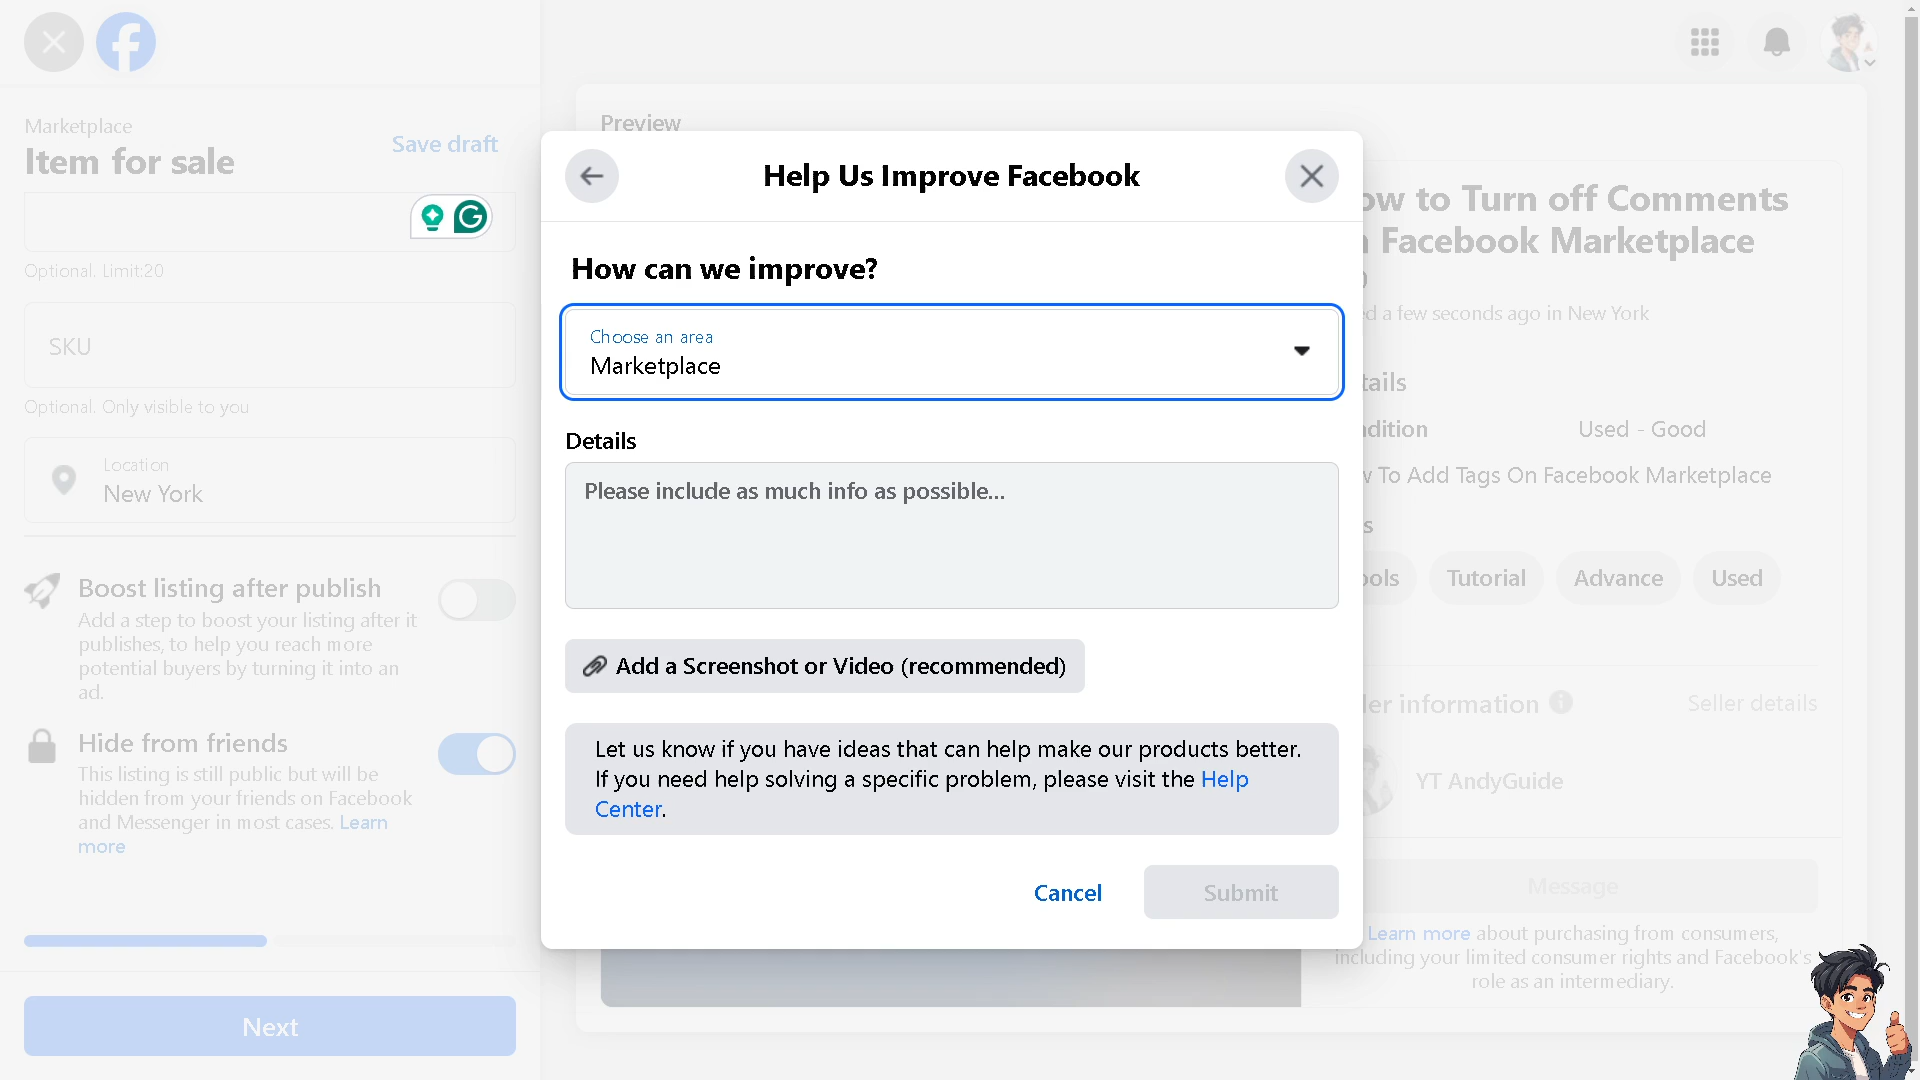 Marketplace
Item for sale
Save draft
Optional. Limit:20
SKU
Optional. Only visible to you
Location
New York
Boost listing after publish
Add a step to boost your listing after it
publishes, to help you reach more
potential buyers by turning it into an
ad.
Hide from friends
This listing is still public but will be
hidden from your friends on Facebook
and Messenger in most cases. Learn
more
Next
Help Us Improve Facebook
How can we improve?
Choose an area
Marketplace
Details
Please include as much info as possible...
Add a Screenshot or Video (recommended)
Let us know if you have ideas that can help make our products better.
If you need help solving a specific problem, please visit the Help
Center.
Cancel
Submit
Preview
ow to Turn off Comments
Facebook Marketplace
ed a few seconds ago in New York
tails
dition
Used - Good
To Add Tags On Facebook Marketplace
s
ools
Tutorial
Advance
Used
ler information
Seller details
YT AndyGuide
Message
Learn more about purchasing from consumers,
including your limited consumer rights and Facebook's
role as an intermediary.